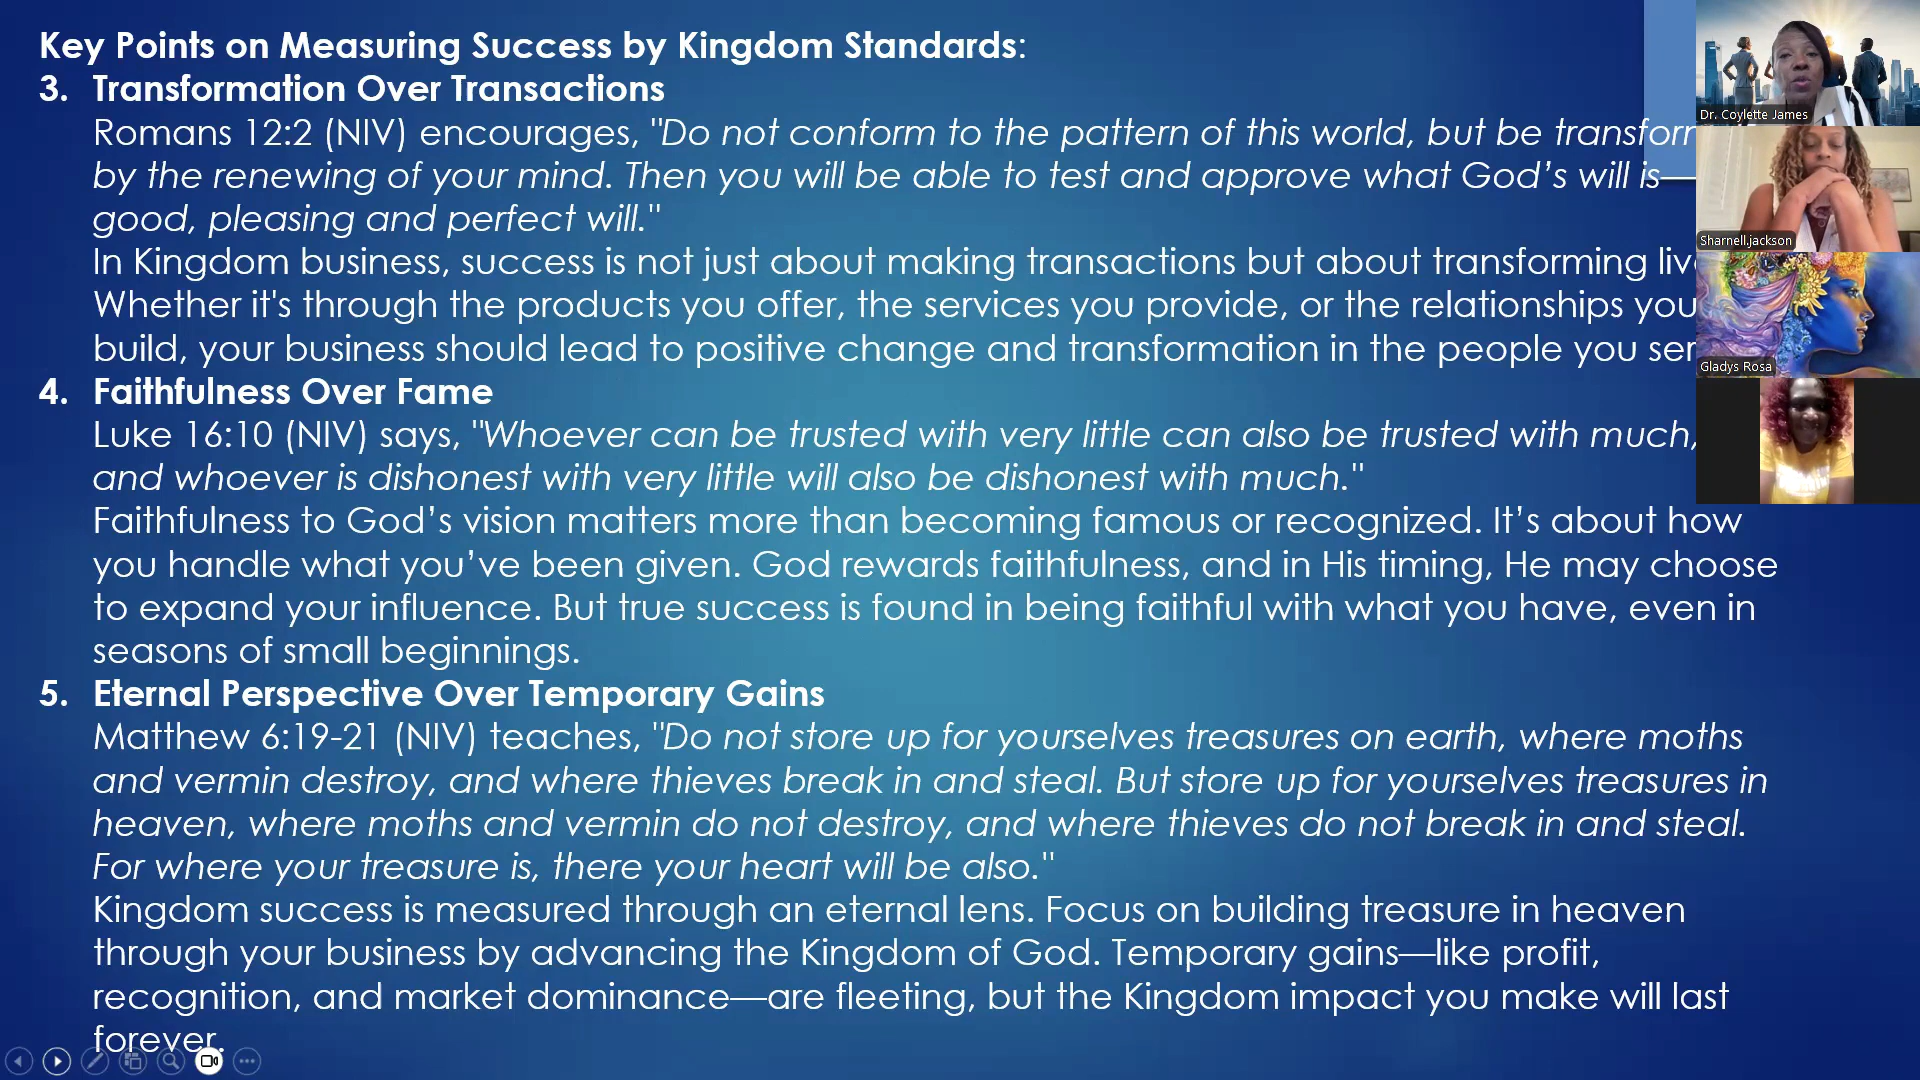 Key Points on Measuring Success by Kingdom Standards:
3. Transformation Over Transactions
Romans 12:2 (NIV) encourages, "Do not conform to the pattern of this world, but be transform
by the renewing of your mind. Then you will be able to test and approve what God’s will is—
good, pleasing and perfect will."
In Kingdom business, success is not just about making transactions but about transforming
Whether it's through the products you offer, the services you provide, or the relationships you
build, your business should lead to positive change and transformation in the people you
4. Faithfulness Over Fame
Luke 16:10 (NIV) says, "Whoever can be trusted with very little can also be trusted with much,
and whoever is dishonest with very little will also be dishonest with much."
Faithfulness to God’s vision matters more than becoming famous or recognized. It’s about how
you handle what you’ve been given. God rewards faithfulness, and in His timing, He may choose
to expand your influence. But true success is found in being faithful with what you have, even in
seasons of small beginnings.
5. Eternal Perspective Over Temporary Gains
Matthew 6:19-21 (NIV) teaches, "Do not store up for yourselves treasures on earth, where moths
and vermin destroy, and where thieves break in and steal. But store up for yourselves treasures in
heaven, where moths and vermin do not destroy, and where thieves do not break in and steal.
For where your treasure is, there your heart will be also."
Kingdom success is measured through an eternal lens. Focus on building treasure in heaven
through your business by advancing the Kingdom of God. Temporary gains—like profit,
recognition, and market dominance—are fleeting, but the Kingdom impact you make will last
forever.
Dr. Coylette James
Sharnell.jackson
Gladys Rosa